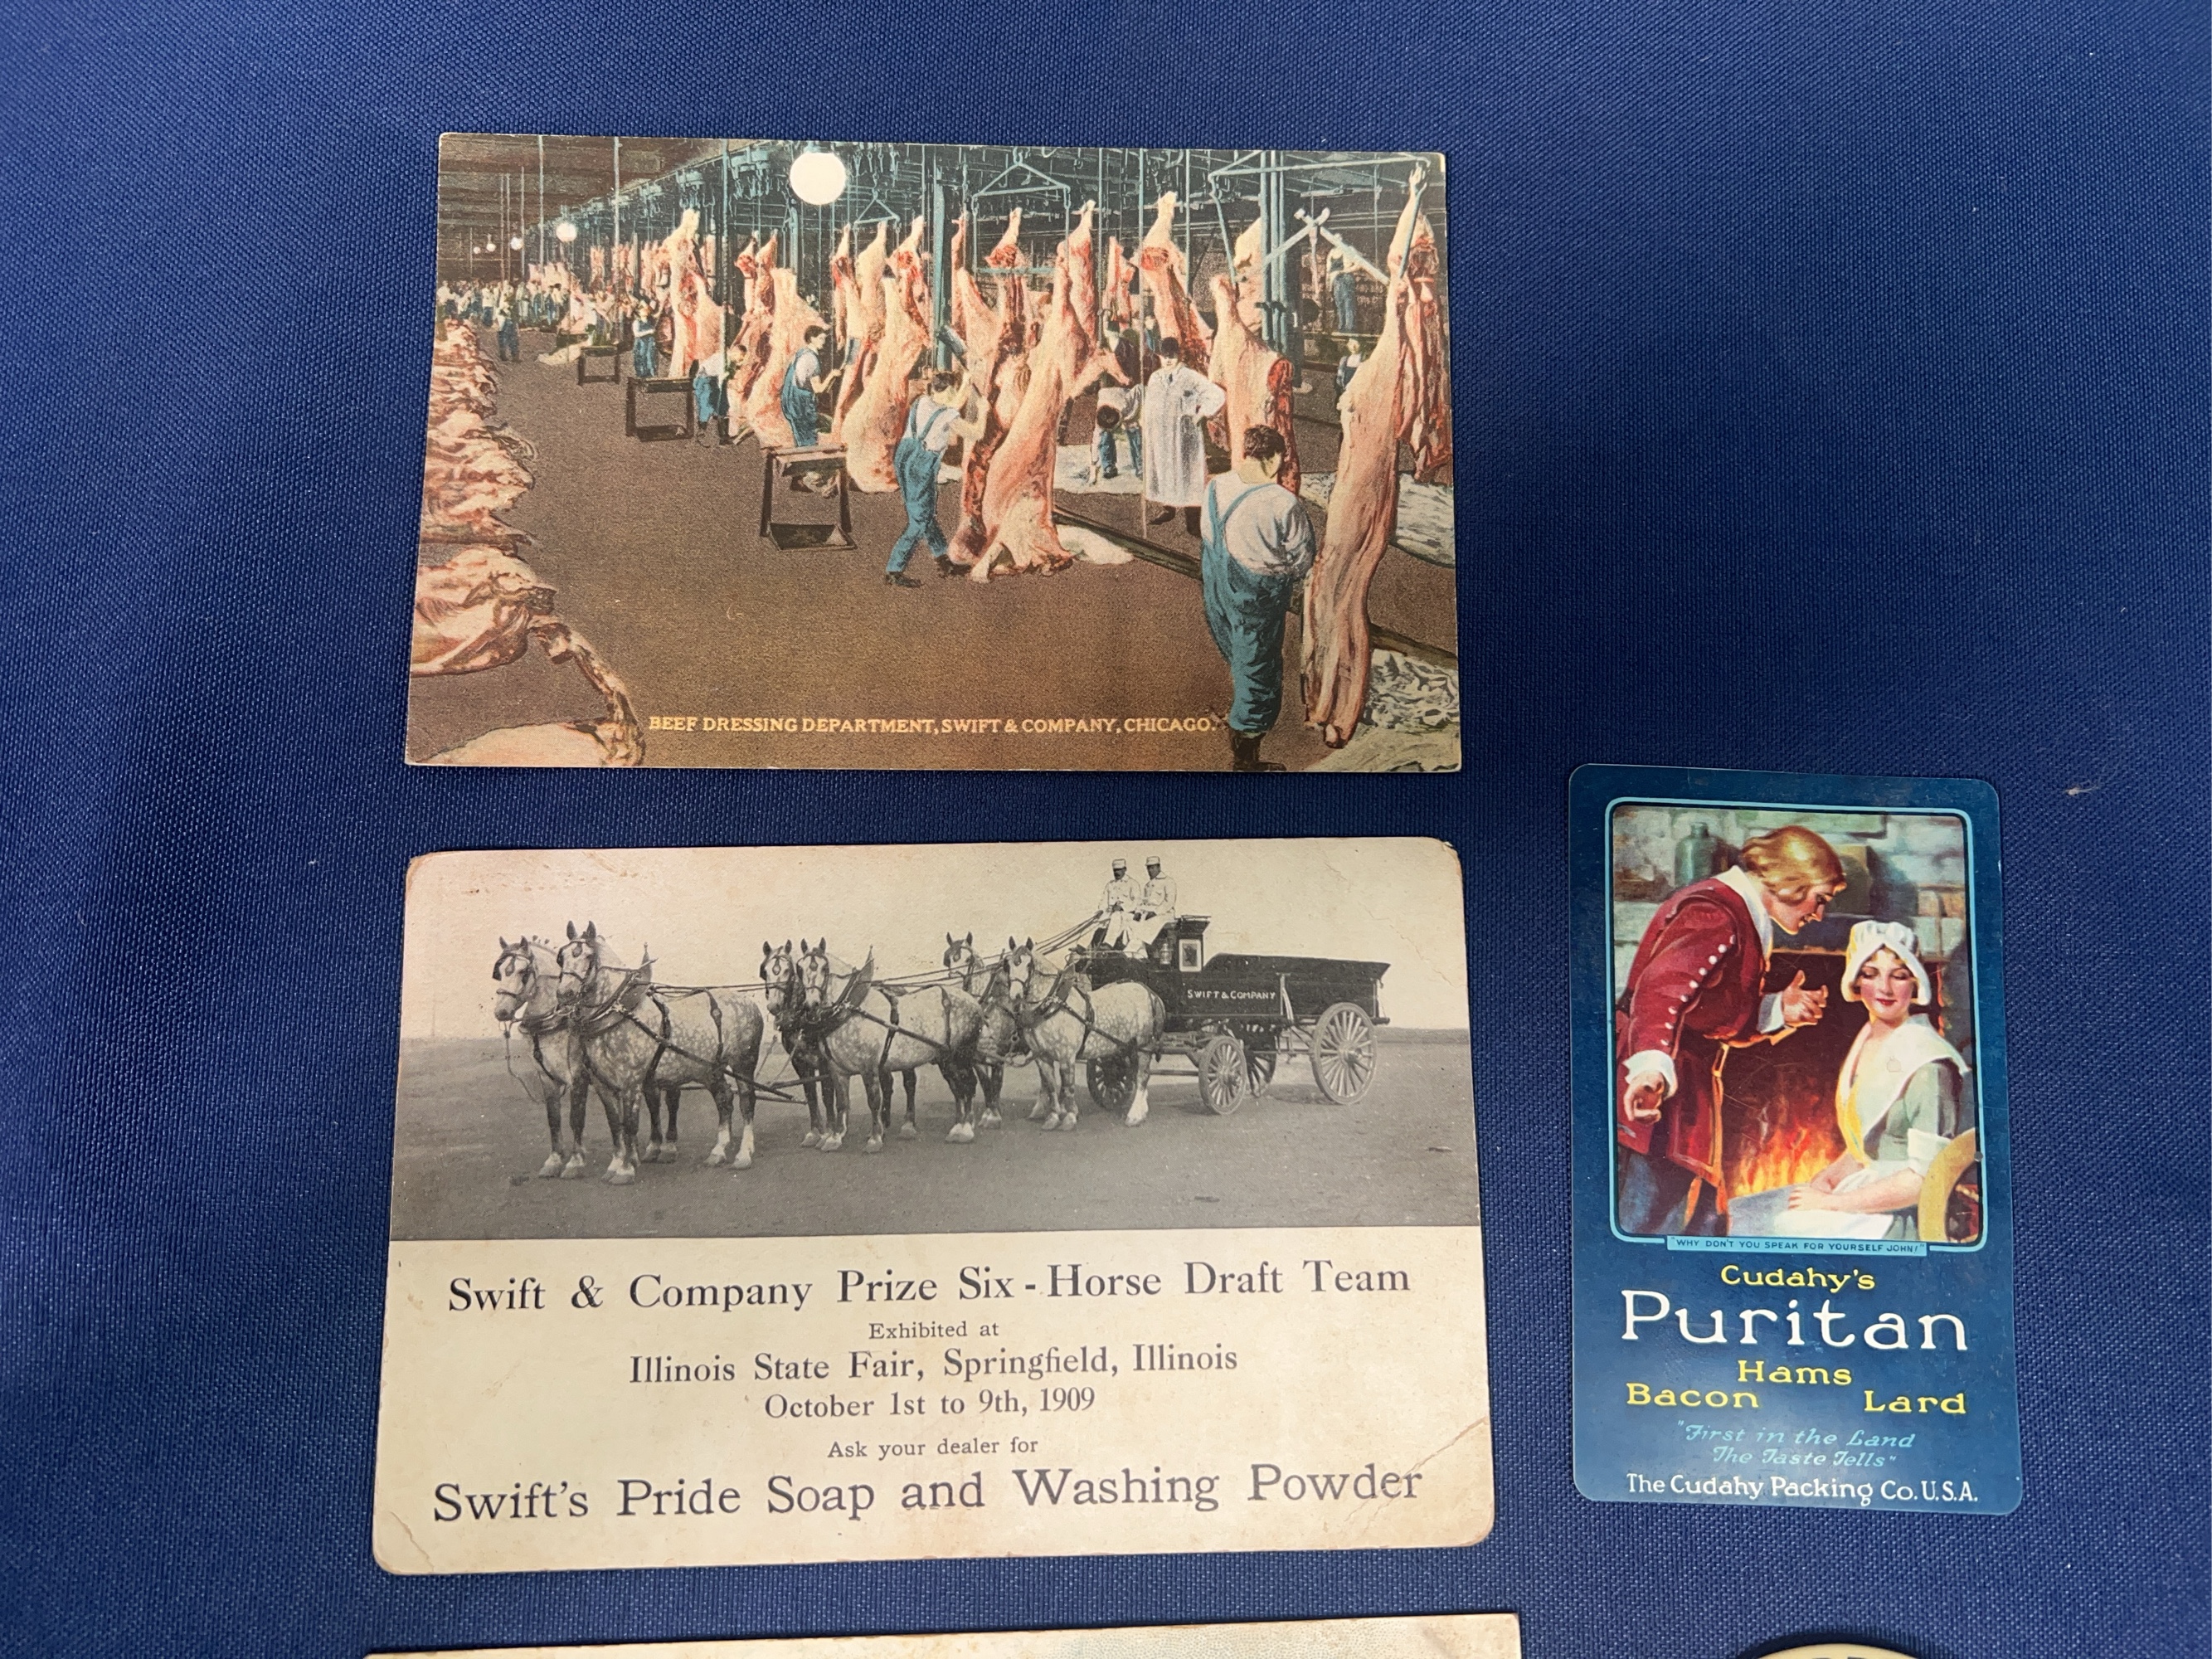 BEEF DRESSING DEPARTMENT, SWIFT & COMPANY, CHICAGO.
SWIFT & COMPANY
Swift & Company Prize Six-Horse Draft Team
Exhibited at
Illinois State Fair, Springfield, Illinois
October 1st to 9th, 1909
Ask your dealer for
Swift's Pride Soap and Washing Powder
"WHY DON'T YOU SPEAK FOR YOURSELF JOHN?"
Cudahy's
Puritan
Hams
Bacon Lard
"First in the Land
The Taste Tells"
The Cudahy Packing Co. U.S.A.